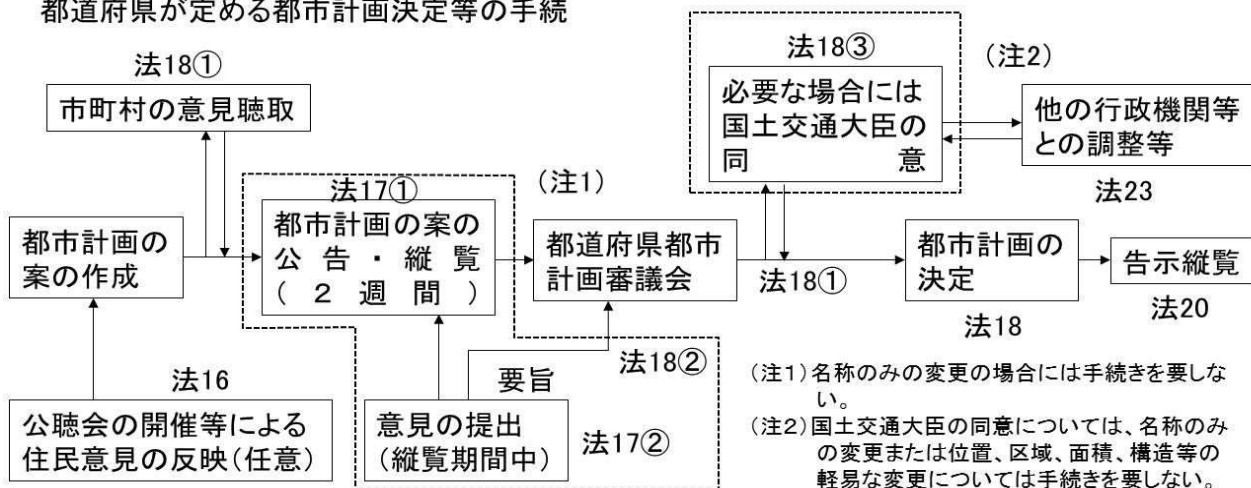 都道府県が定める都市計画決定等の手続
法18①
市町村の意見聴取
法18③
必要な場合には
国土交通大臣の
同意
(注2)
他の行政機関等
との調整等
法23
都市計画の
案の作成
法17①
都市計画の案の
公告・縦覧
(2週間)
(注1)
都道府県都市
計画審議会
法18①
都市計画の
決定
法18
告示縦覧
法20
法16
公聴会の開催等による
住民意見の反映(任意)
要旨
法18②
意見の提出
(縦覧期間中)
法17②
(注1)名称のみの変更の場合には手続きを要しな
い。
(注2)国土交通大臣の同意については、名称のみ
の変更または位置、区域、面積、構造等の
軽易な変更については手続きを要しない。